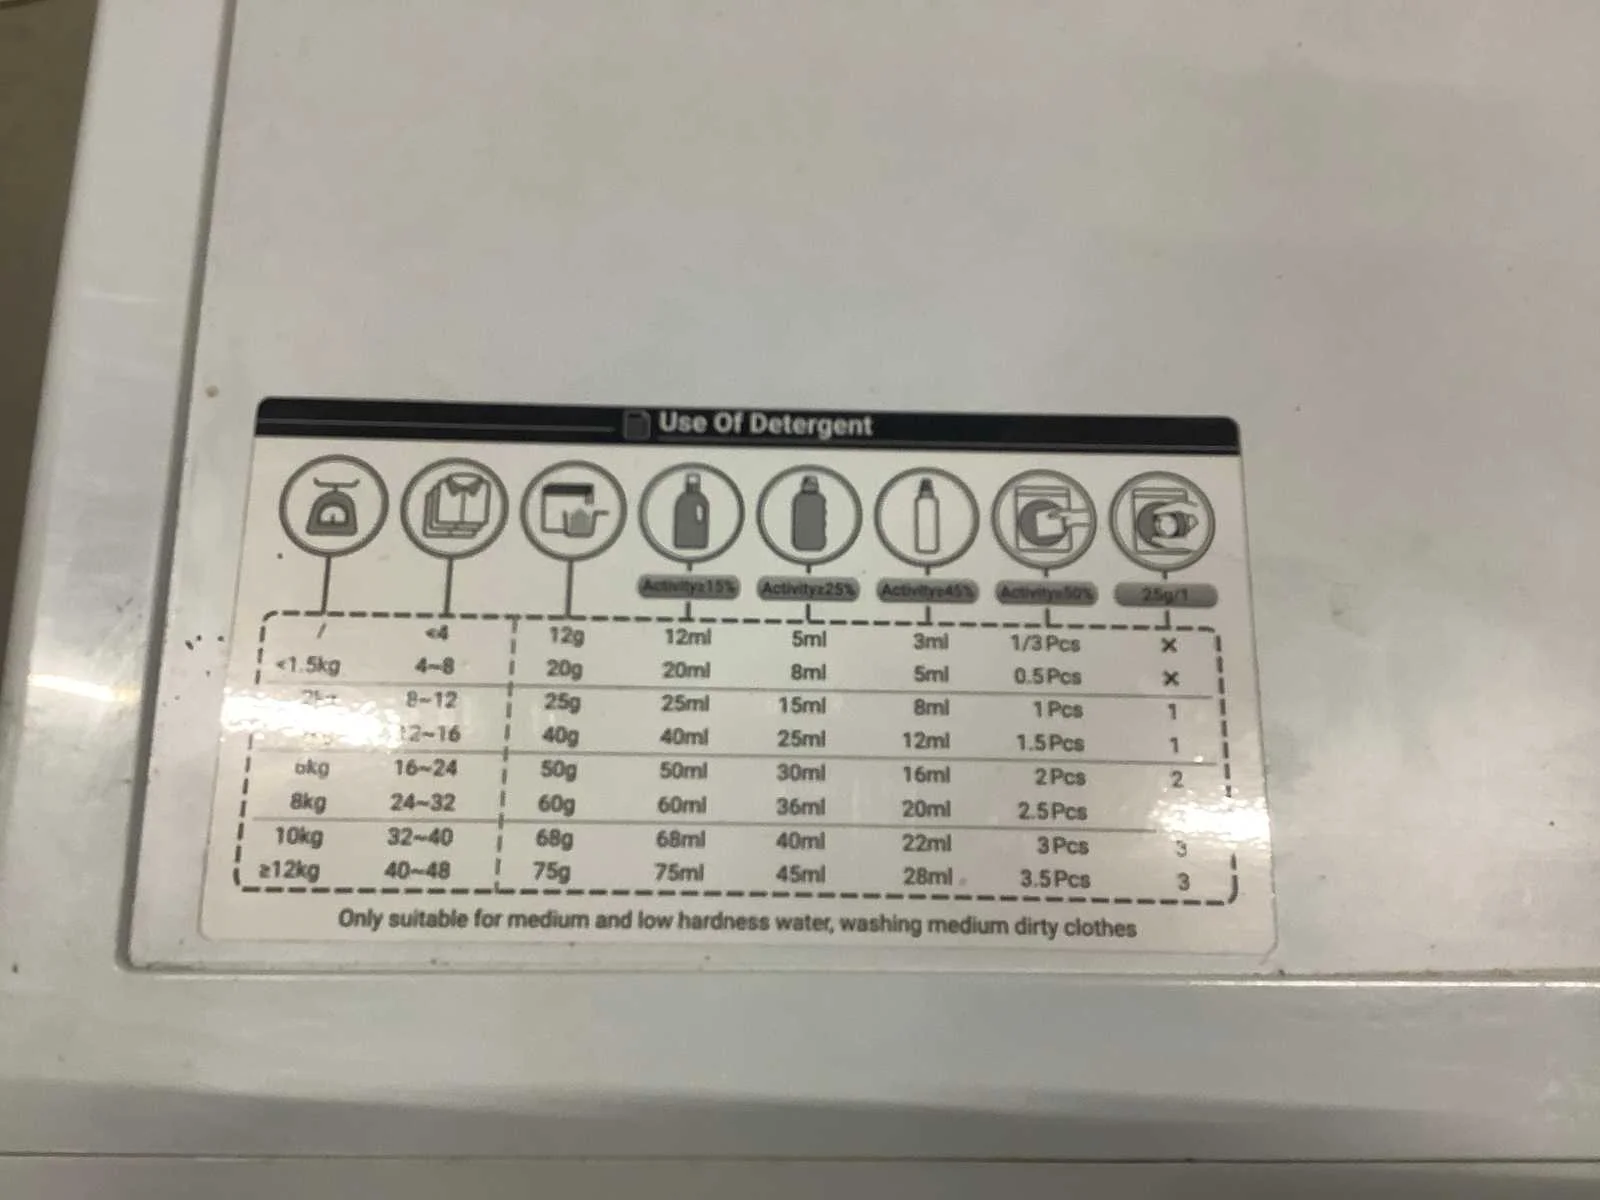 Use Of Detergent
Activity≥15% Activity≥25% Activity≥45% Activity≥50% 25g/1
/ <4 12g 12ml 5ml 3ml 1/3 Pcs ×
<1.5kg 4~8 20g 20ml 8ml 5ml 0.5 Pcs ×
8~12 25g 25ml 15ml 8ml 1 Pcs 1
12~16 40g 40ml 25ml 12ml 1.5 Pcs 1
6kg 16~24 50g 50ml 30ml 16ml 2 Pcs 2
8kg 24~32 60g 60ml 36ml 20ml 2.5 Pcs
10kg 32~40 68g 68ml 40ml 22ml 3 Pcs 3
≥12kg 40~48 75g 75ml 45ml 28ml 3.5 Pcs 3
Only suitable for medium and low hardness water, washing medium dirty clothes